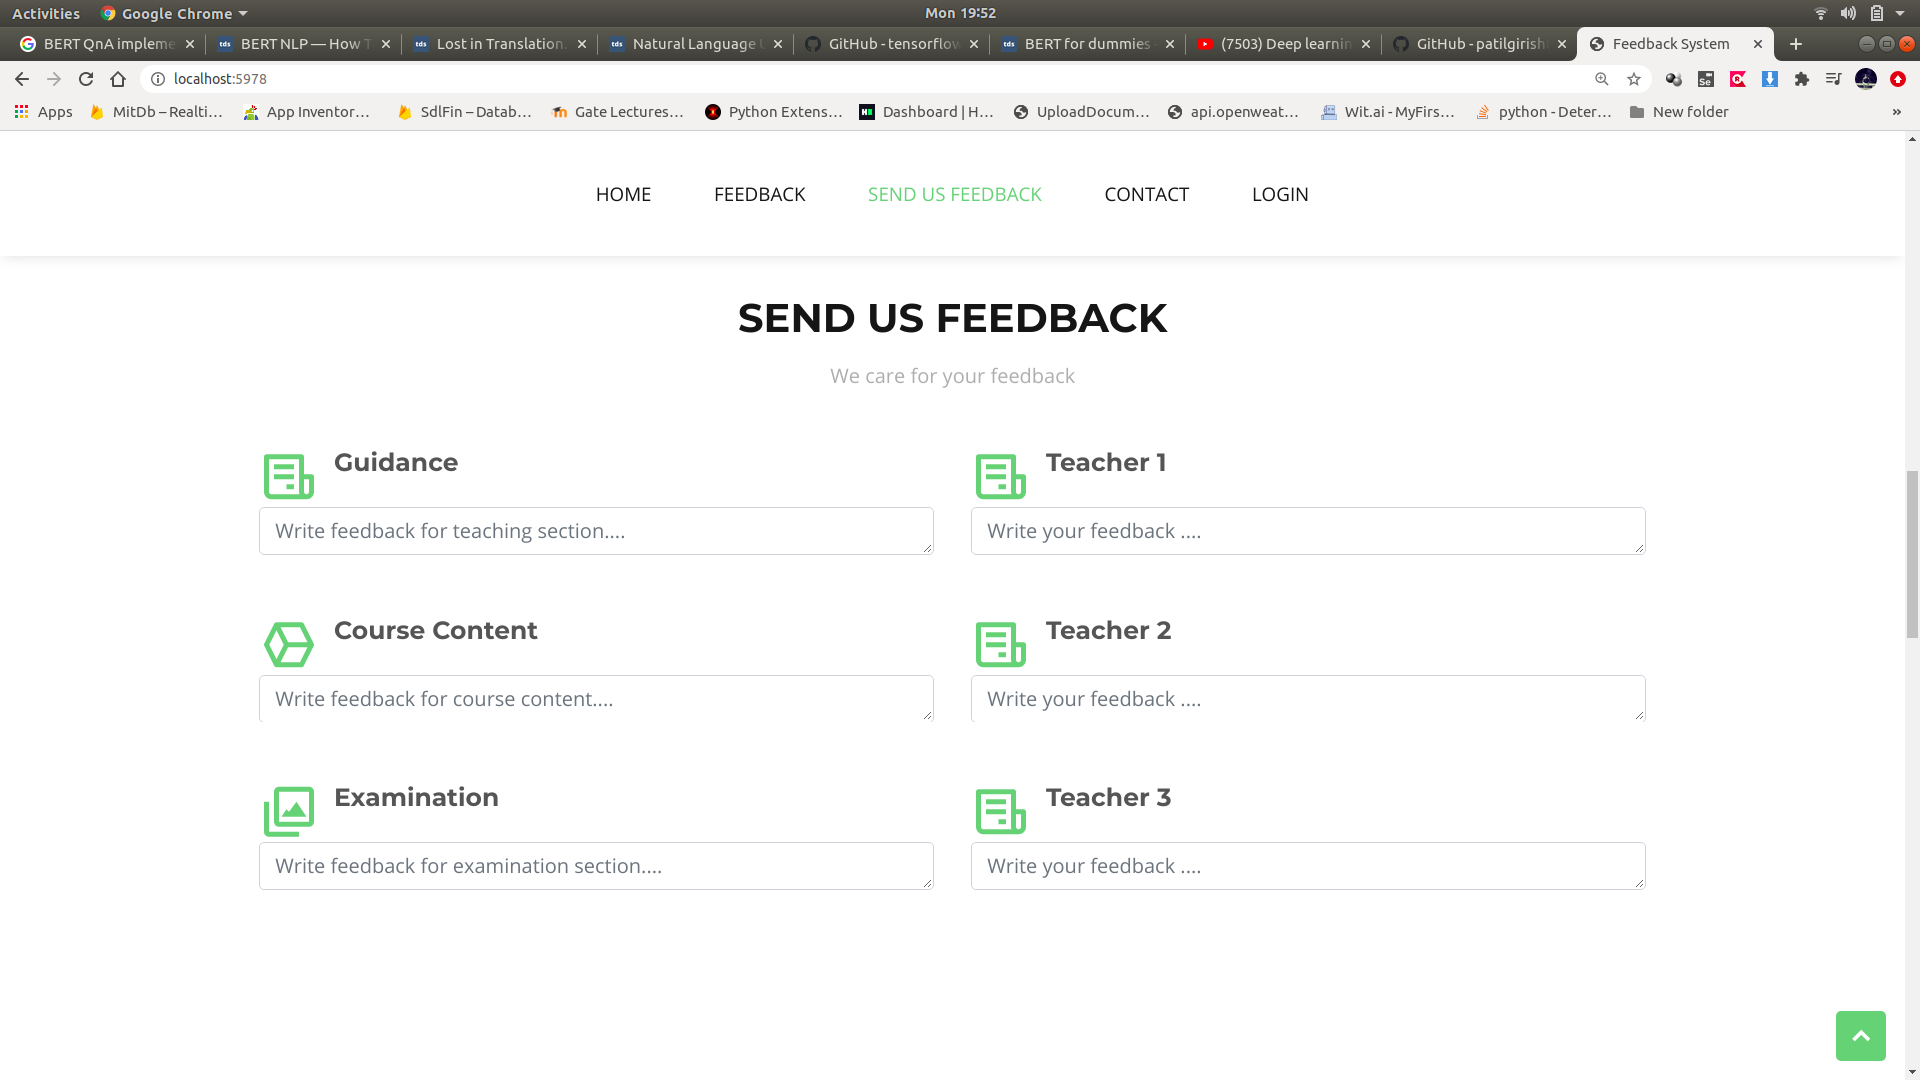 Activities Google Chrome Mon 19:52
BERT QnA impleme BERT NLP — How T Lost in Translation. Natural Language U GitHub - tensorflow BERT for dummies - (7503) Deep learnin GitHub - patilgirish Feedback System
localhost:5978
Apps MitDb – Realti... App Inventor... SdlFin – Datab... Gate Lectures... Python Extens... Dashboard | H... UploadDocum... api.openweat... Wit.ai - MyFirs... python - Deter... New folder »
HOME FEEDBACK SEND US FEEDBACK CONTACT LOGIN
SEND US FEEDBACK
We care for your feedback
Guidance
Write feedback for teaching section....
Teacher 1
Write your feedback ....
Course Content
Write feedback for course content....
Teacher 2
Write your feedback ....
Examination
Write feedback for examination section....
Teacher 3
Write your feedback ....